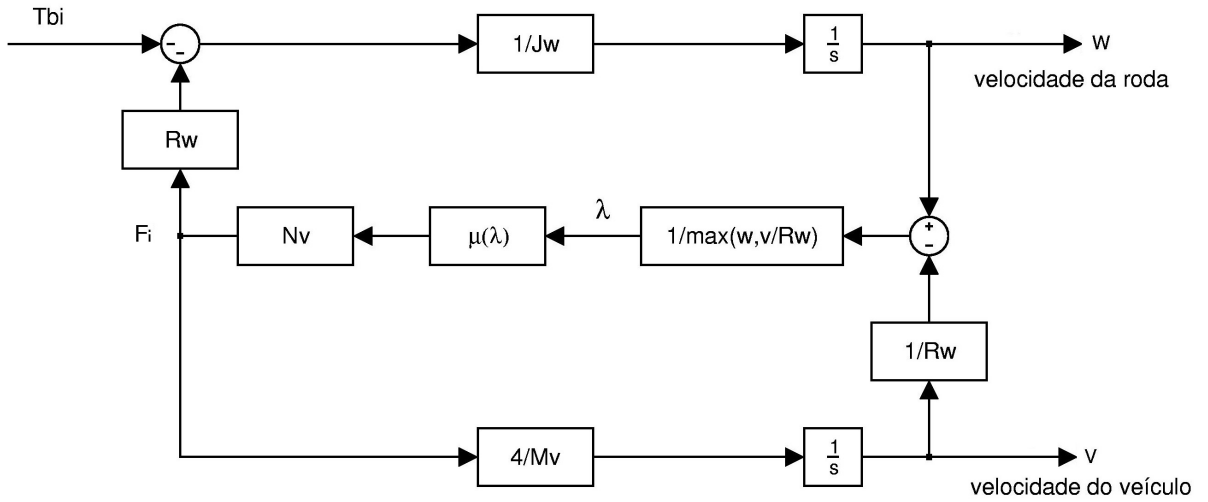 Tbi
- -
1/Jw
1
s
w
velocidade da roda
Rw
Fi
Nv
μ(λ)
λ
1/max(w,v/Rw)
+
-
1/Rw
4/Mv
1
s
v
velocidade do veículo